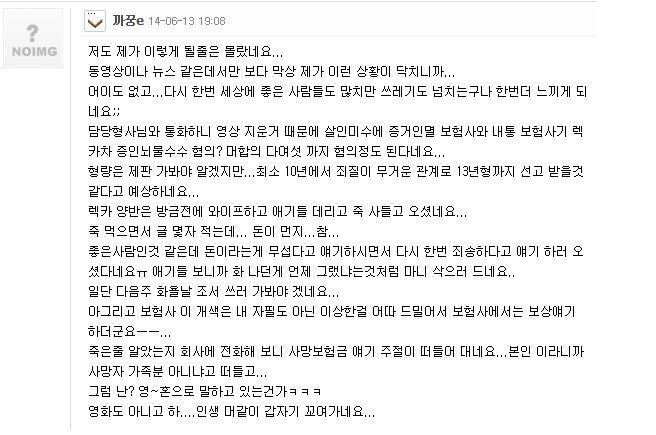 ?
NOIMG
까꿍e 14-06-13 19:08
저도 제가 이렇게 될줄은 몰랐네요...
동영상이나 뉴스 같은데서만 보다 막상 제가 이런 상황이 닥치니까...
어이도 없고...다시 한번 세상에 좋은 사람들도 많치만 쓰레기도 넘치는구나 한번더 느끼게 되
네요;;
담당형사님와 통화하니 영상 지운거 때문에 살인미수에 증거인멸 보험사와 내통 보험사기 렉
카차 증인뇌물수수 혐의? 머합의 다여섯 까지 혐의정도 된다네요...
형량은 제판 가봐야 알겠지만...최소 10년에서 죄질이 무거운 관계로 13년형까지 선고 받을것
같다고 예상하네요...
렉카 양반은 방금전에 와이프하고 애기들 데리고 죽 사들고 오셨네요...
죽 먹으면서 글 몇자 적는데... 돈이 먼지...참...
좋은사람인것 같은데 돈이라는게 무섭다고 얘기하시면서 다시 한번 죄송하다고 얘기 하러 오
셨다네요ㅠ 애기들 보니까 화 나던게 언제 그랬냐는것처럼 마니 삭으러 드네요..
일단 다음주 화욜날 조서 쓰러 가봐야 겠네요...
아그리고 보험사 이 개색은 내 자필도 아닌 이상한걸 어따 드밀어서 보험사에서는 보상얘기
하더군요ㅡㅡ...
죽은줄 알았는지 회사에 전화해 보니 사망보험금 얘기 주절이 떠들어 대네요...본인 이라니까
사망자 가족분 아니냐고 떠들고...
그럼 난? 영~혼으로 말하고 있는건가ㅋㅋㅋ
영화도 아니고 하....인생 머같이 갑자기 꼬여가네요...